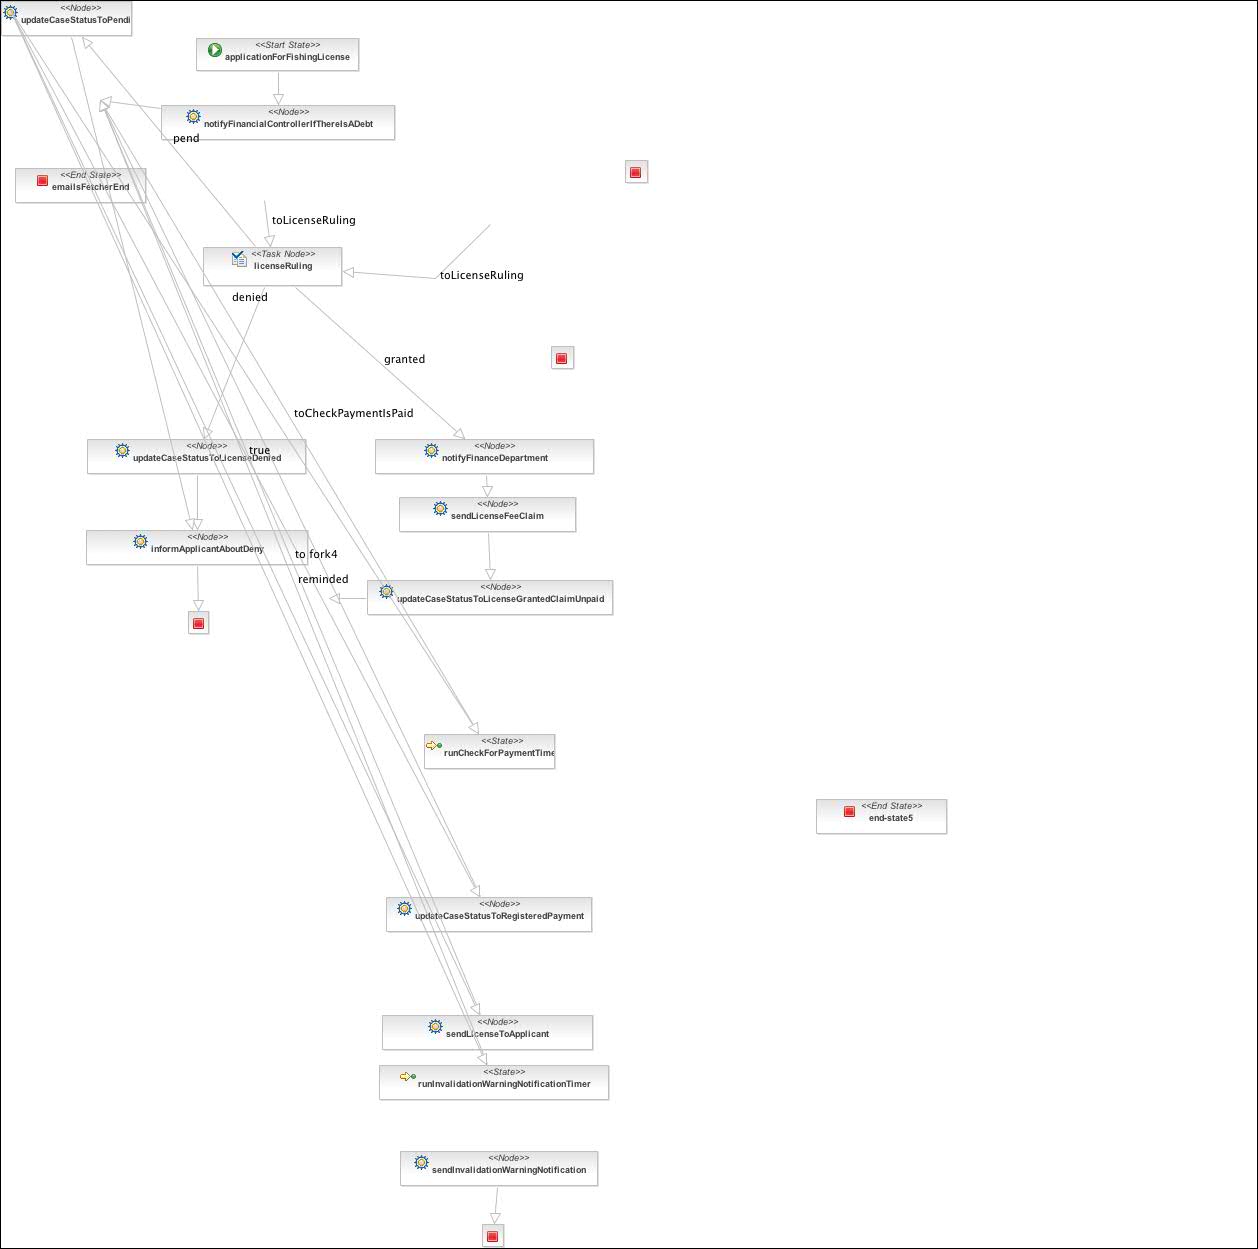 <<Node>>
updateCaseStatusToPendi
<<Start State>>
applicationForFishingLicense
<<Node>>
notifyFinancialControllerIfThereIsADebt
pend
<<End State>>
emailsFetcherEnd
toLicenseRuling
<<Task Node>>
licenseRuling
toLicenseRuling
denied
granted
toCheckPaymentIsPaid
<<Node>>
updateCaseStatusToLicenseDenied
true
<<Node>>
notifyFinanceDepartment
<<Node>>
sendLicenseFeeClaim
<<Node>>
informApplicantAboutDeny
to fork4
reminded
<<Node>>
updateCaseStatusToLicenseGrantedClaimUnpaid
<<State>>
runCheckForPaymentTime
<<End State>>
end-state5
<<Node>>
updateCaseStatusToRegisteredPayment
<<Node>>
sendLicenseToApplicant
<<State>>
runInvalidationWarningNotificationTimer
<<Node>>
sendInvalidationWarningNotification